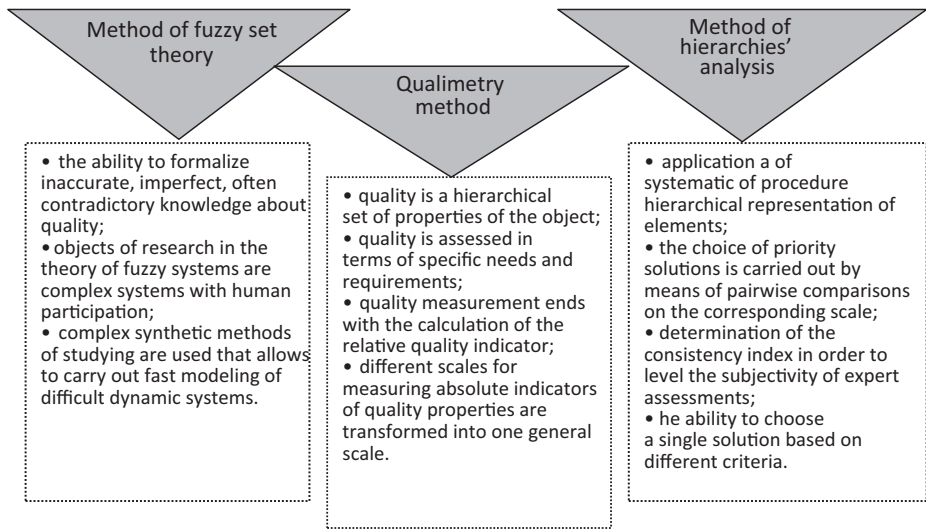 Method of fuzzy set
theory
• the ability to formalize
inaccurate, imperfect, often
contradictory knowledge about
quality;
•objects of research in the
theory of fuzzy systems are
complex systems with human
participation;
• complex synthetic methods
of studying are used that allows
to carry out fast modeling of
difficult dynamic systems.
Qualimetry
method
• quality is a hierarchical
set of properties of the object;
• quality is assessed in
terms of specific needs and
requirements;
• quality measurement ends
with the calculation of the
relative quality indicator;
• different scales for
measuring absolute indicators
of quality properties are
transformed into one general
scale.
Method of
hierarchies’
analysis
• application a of
systematic of procedure
hierarchical representation of
elements;
• the choice of priority
solutions is carried out by
means of pairwise comparisons
on the corresponding scale;
• determination of the
consistency index in order to
level the subjectivity of expert
assessments;
• he ability to choose
a single solution based on
different criteria.